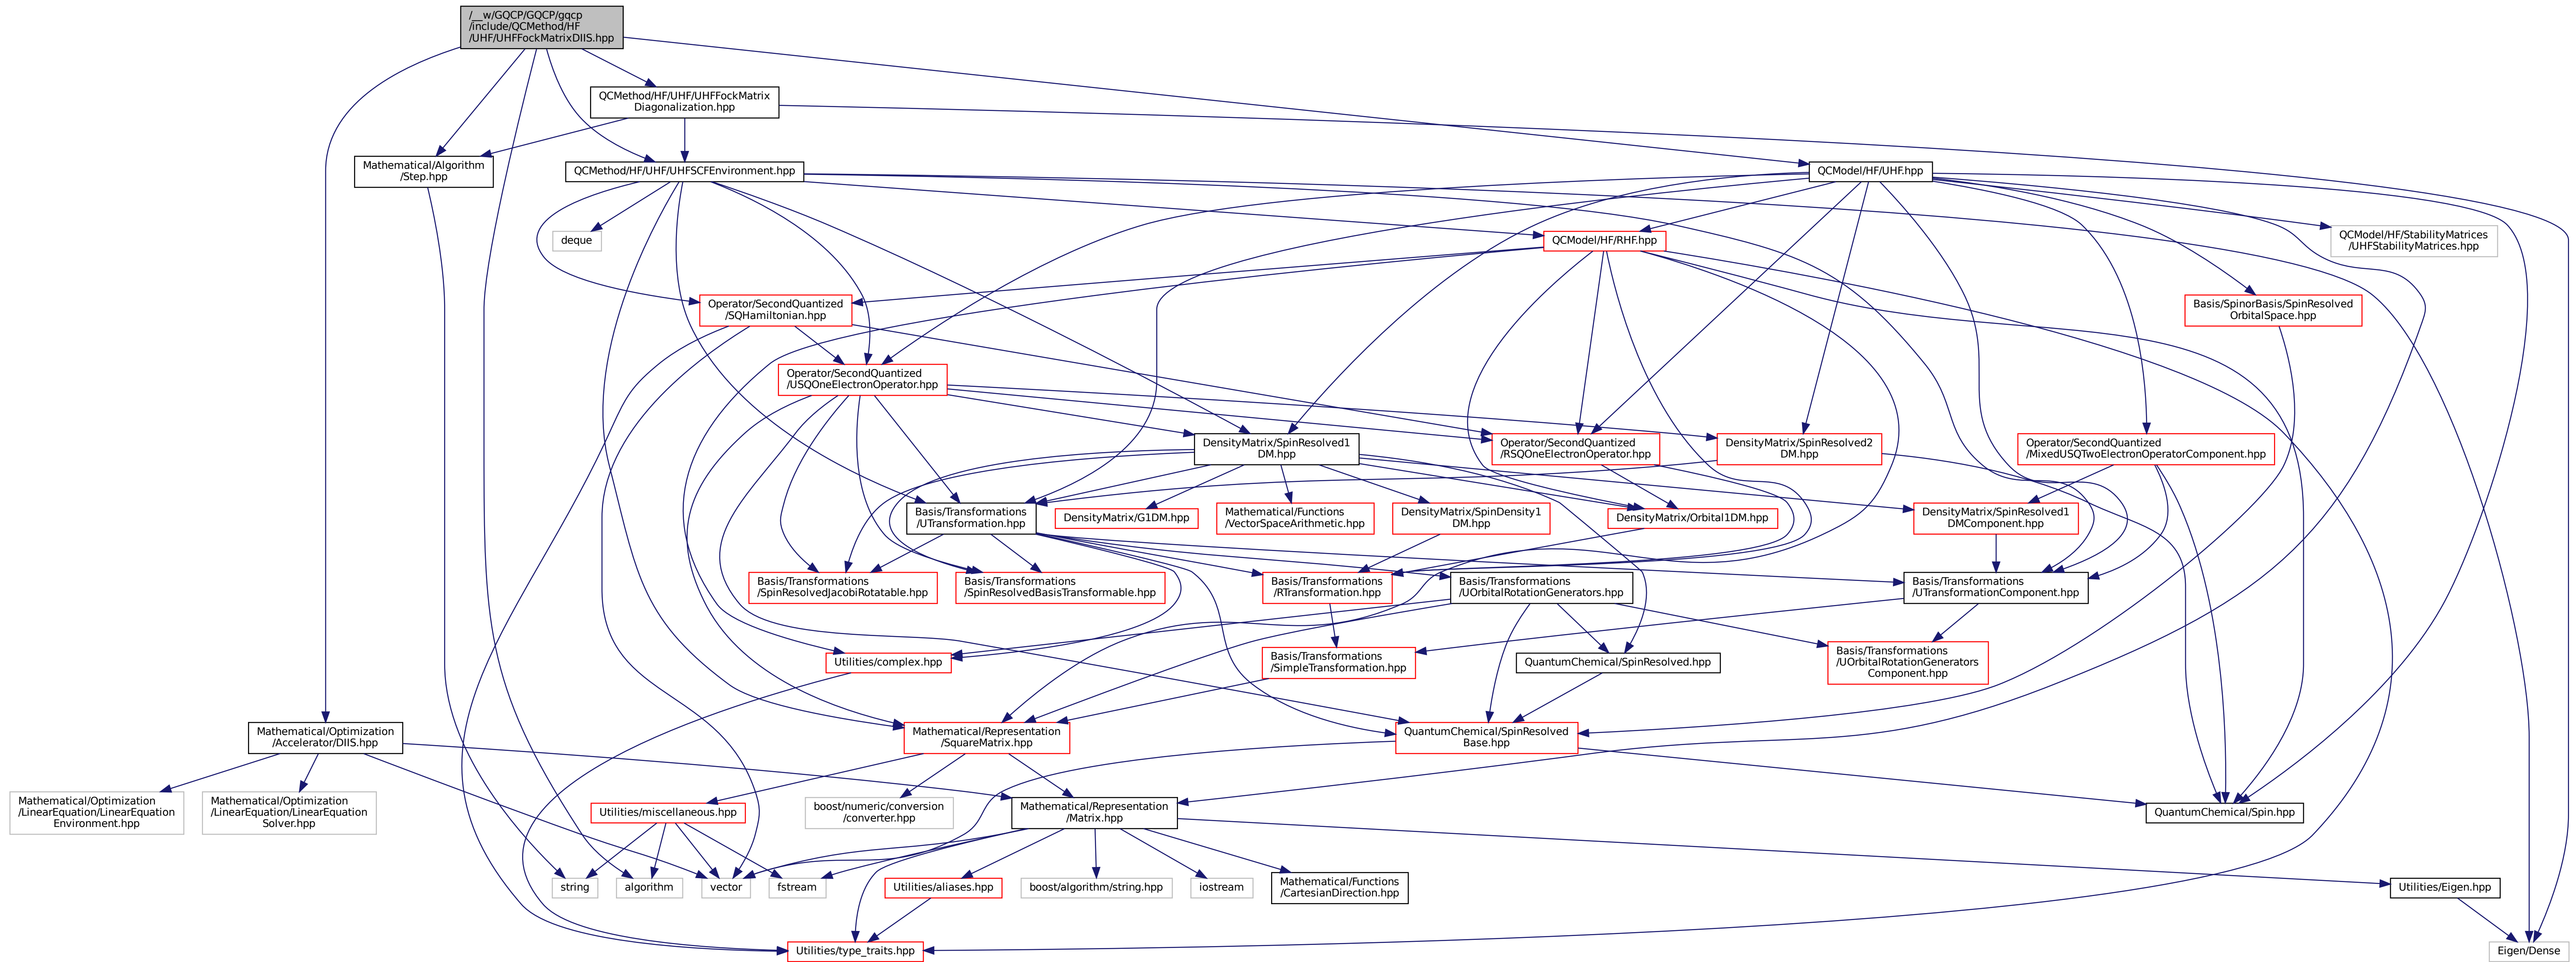 /__w/GQCP/GQCP/gqcp
/include/QCMethod/HF
/UHF/UHFFockMatrixDIIS.hpp
QCMethod/HF/UHF/UHFFockMatrix
Diagonalization.hpp
Mathematical/Algorithm
/Step.hpp
QCMethod/HF/UHF/UHFSCFEnvironment.hpp
QCModel/HF/UHF.hpp
deque
QCModel/HF/RHF.hpp
QCModel/HF/StabilityMatrices
/UHFStabilityMatrices.hpp
Operator/SecondQuantized
/SQHamiltonian.hpp
Basis/SpinorBasis/SpinResolved
OrbitalSpace.hpp
Operator/SecondQuantized
/USQOneElectronOperator.hpp
DensityMatrix/SpinResolved1
DM.hpp
Operator/SecondQuantized
/RSQOneElectronOperator.hpp
DensityMatrix/SpinResolved2
DM.hpp
Operator/SecondQuantized
/MixedUSQTwoElectronOperatorComponent.hpp
Basis/Transformations
/UTransformation.hpp
DensityMatrix/G1DM.hpp
Mathematical/Functions
/VectorSpaceArithmetic.hpp
DensityMatrix/SpinDensity1
DM.hpp
DensityMatrix/Orbital1DM.hpp
DensityMatrix/SpinResolved1
DMComponent.hpp
Basis/Transformations
/SpinResolvedJacobiRotatable.hpp
Basis/Transformations
/SpinResolvedBasisTransformable.hpp
Basis/Transformations
/RTransformation.hpp
Basis/Transformations
/UOrbitalRotationGenerators.hpp
Basis/Transformations
/UTransformationComponent.hpp
Utilities/complex.hpp
Basis/Transformations
/SimpleTransformation.hpp
QuantumChemical/SpinResolved.hpp
Basis/Transformations
/UOrbitalRotationGenerators
Component.hpp
Mathematical/Optimization
/Accelerator/DIIS.hpp
Mathematical/Representation
/SquareMatrix.hpp
QuantumChemical/SpinResolved
Base.hpp
Mathematical/Optimization
/LinearEquation/LinearEquation
Environment.hpp
Mathematical/Optimization
/LinearEquation/LinearEquation
Solver.hpp
Utilities/miscellaneous.hpp
boost/numeric/conversion
/converter.hpp
Mathematical/Representation
/Matrix.hpp
QuantumChemical/Spin.hpp
string
algorithm
vector
fstream
Utilities/aliases.hpp
boost/algorithm/string.hpp
iostream
Mathematical/Functions
/CartesianDirection.hpp
Utilities/Eigen.hpp
Utilities/type_traits.hpp
Eigen/Dense